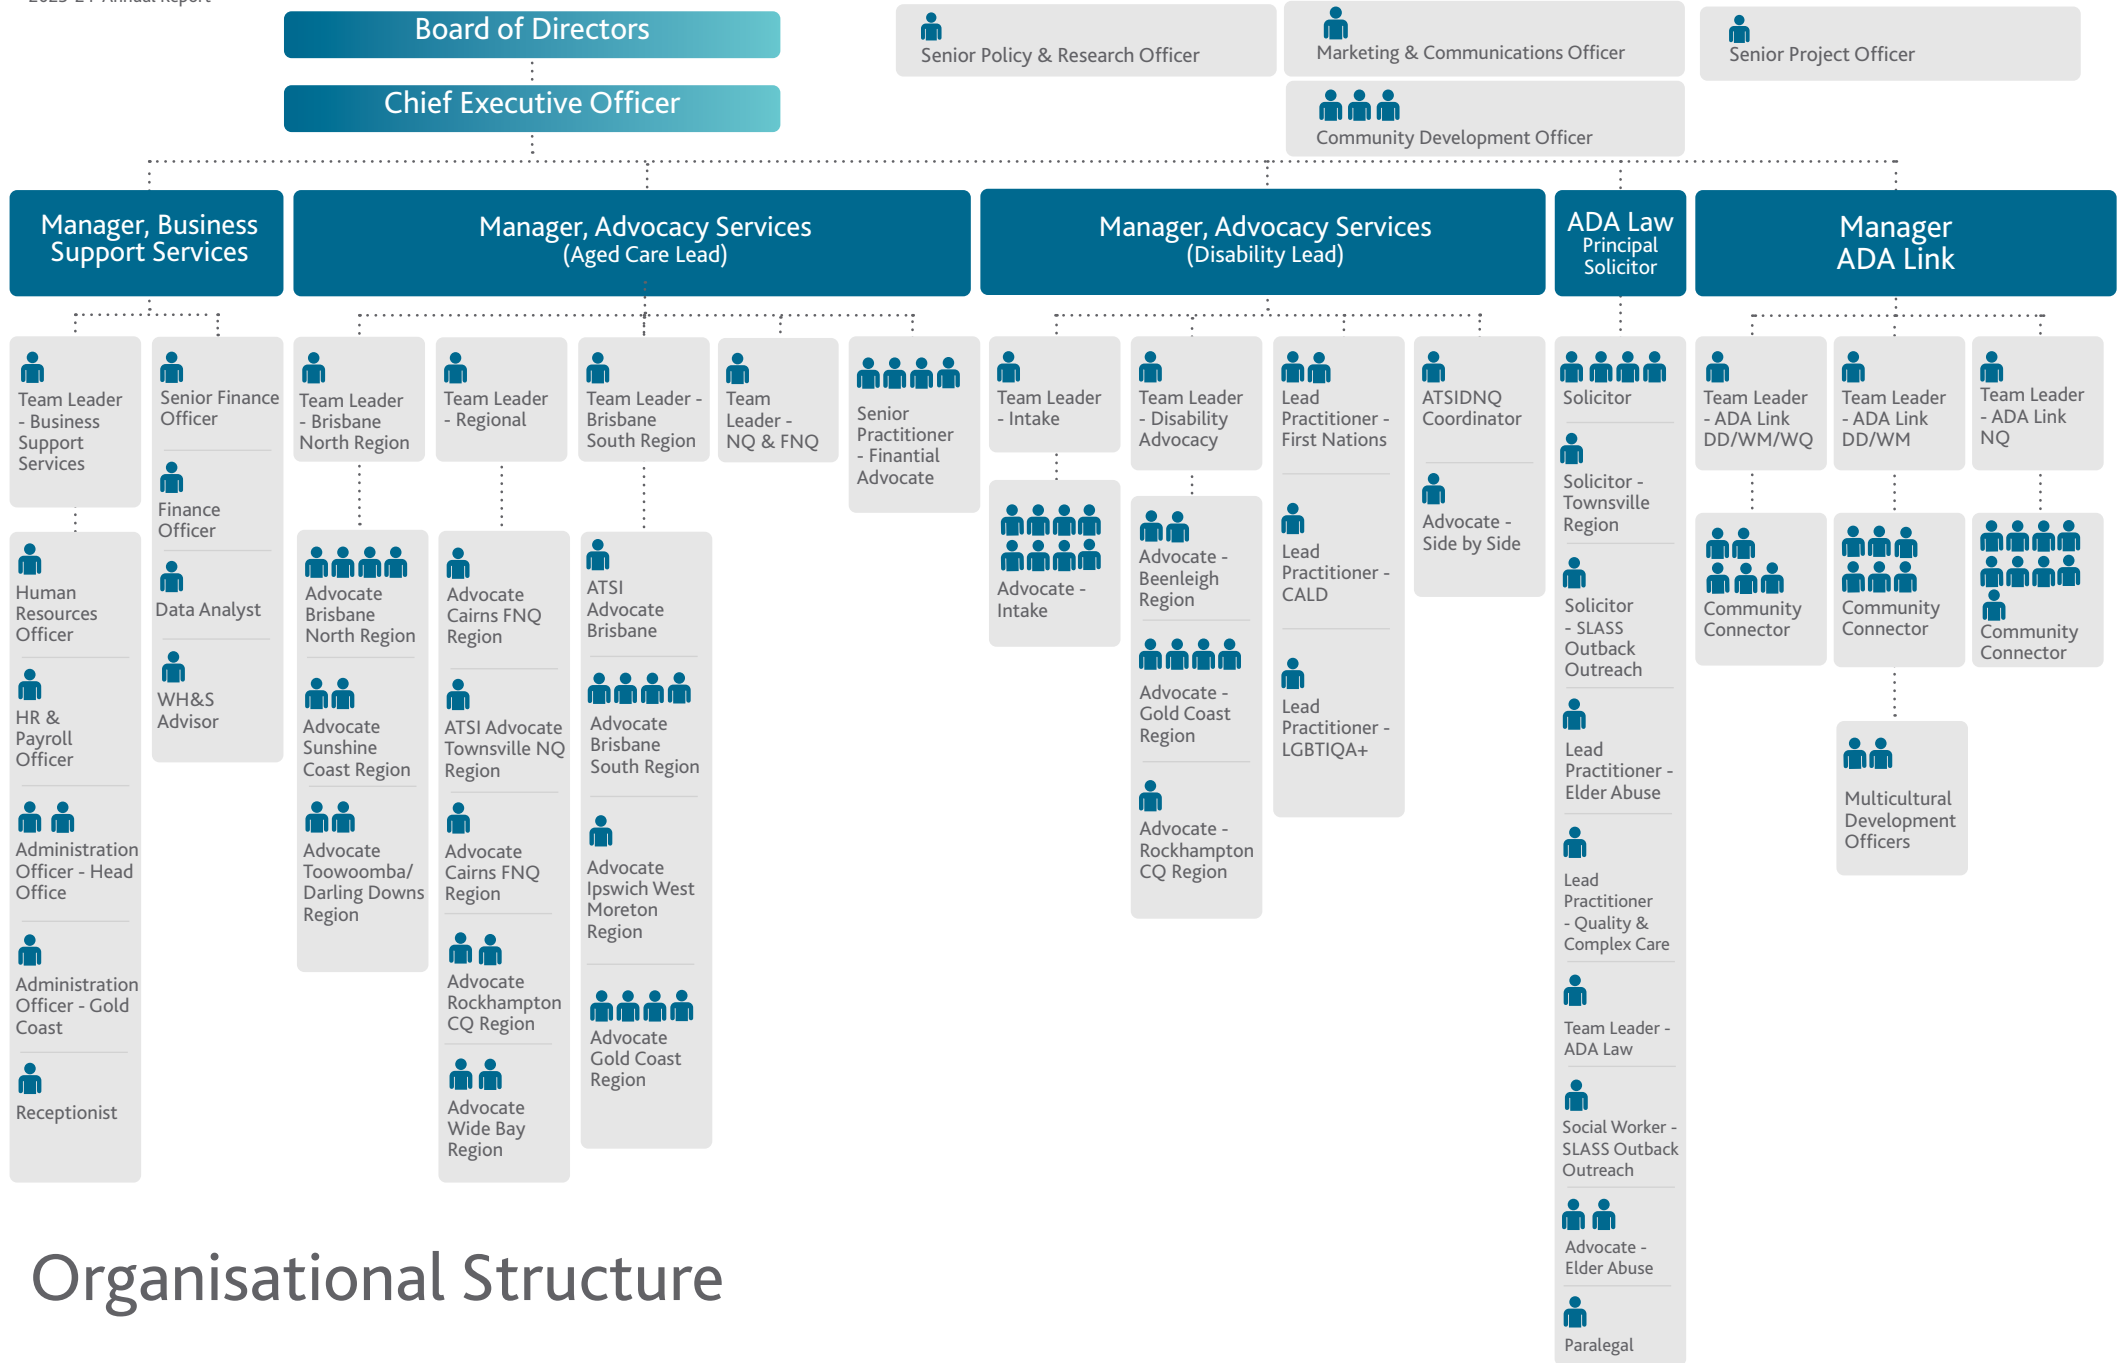 2023-24 Annual Report
Board of Directors
Chief Executive Officer
Senior Policy & Research Officer
Marketing & Communications Officer
Senior Project Officer
Community Development Officer
Manager, Business
Support Services
Manager, Advocacy Services
(Aged Care Lead)
Manager, Advocacy Services
(Disability Lead)
ADA Law
Principal
Solicitor
Manager
ADA Link
Team Leader
- Business
Support
Services
Human
Resources
Officer
HR &
Payroll
Officer
Administration
Officer - Head
Office
Administration
Officer - Gold
Coast
Receptionist
Senior Finance
Officer
Finance
Officer
Data Analyst
WH&S
Advisor
Team Leader
- Brisbane
North Region
Advocate
Brisbane
North Region
Advocate
Sunshine
Coast Region
Advocate
Toowoomba/
Darling Downs
Region
Team Leader
- Regional
Advocate
Cairns FNQ
Region
ATSI Advocate
Townsville NQ
Region
Advocate
Cairns FNQ
Region
Advocate
Rockhampton
CQ Region
Advocate
Wide Bay
Region
Team Leader -
Brisbane
South Region
ATSI
Advocate
Brisbane
Advocate
Brisbane
South Region
Advocate
Ipswich West
Moreton
Region
Advocate
Gold Coast
Region
Team
Leader -
NQ & FNQ
Senior
Practitioner
- Finantial
Advocate
Team Leader
- Intake
Advocate -
Intake
Team Leader
- Disability
Advocacy
Advocate -
Beenleigh
Region
Advocate -
Gold Coast
Region
Advocate -
Rockhampton
CQ Region
Lead
Practitioner -
First Nations
Lead
Practitioner -
CALD
Lead
Practitioner -
LGBTIQA+
ATSIDNQ
Coordinator
Advocate -
Side by Side
Solicitor
Solicitor -
Townsville
Region
Solicitor
- SLASS
Outback
Outreach
Lead
Practitioner -
Elder Abuse
Lead
Practitioner
- Quality &
Complex Care
Team Leader -
ADA Law
Social Worker -
SLASS Outback
Outreach
Advocate -
Elder Abuse
Paralegal
Team Leader
- ADA Link
DD/WM/WQ
Community
Connector
Team Leader
- ADA Link
DD/WM
Community
Connector
Multicultural
Development
Officers
Team Leader
- ADA Link
NQ
Community
Connector
Organisational Structure